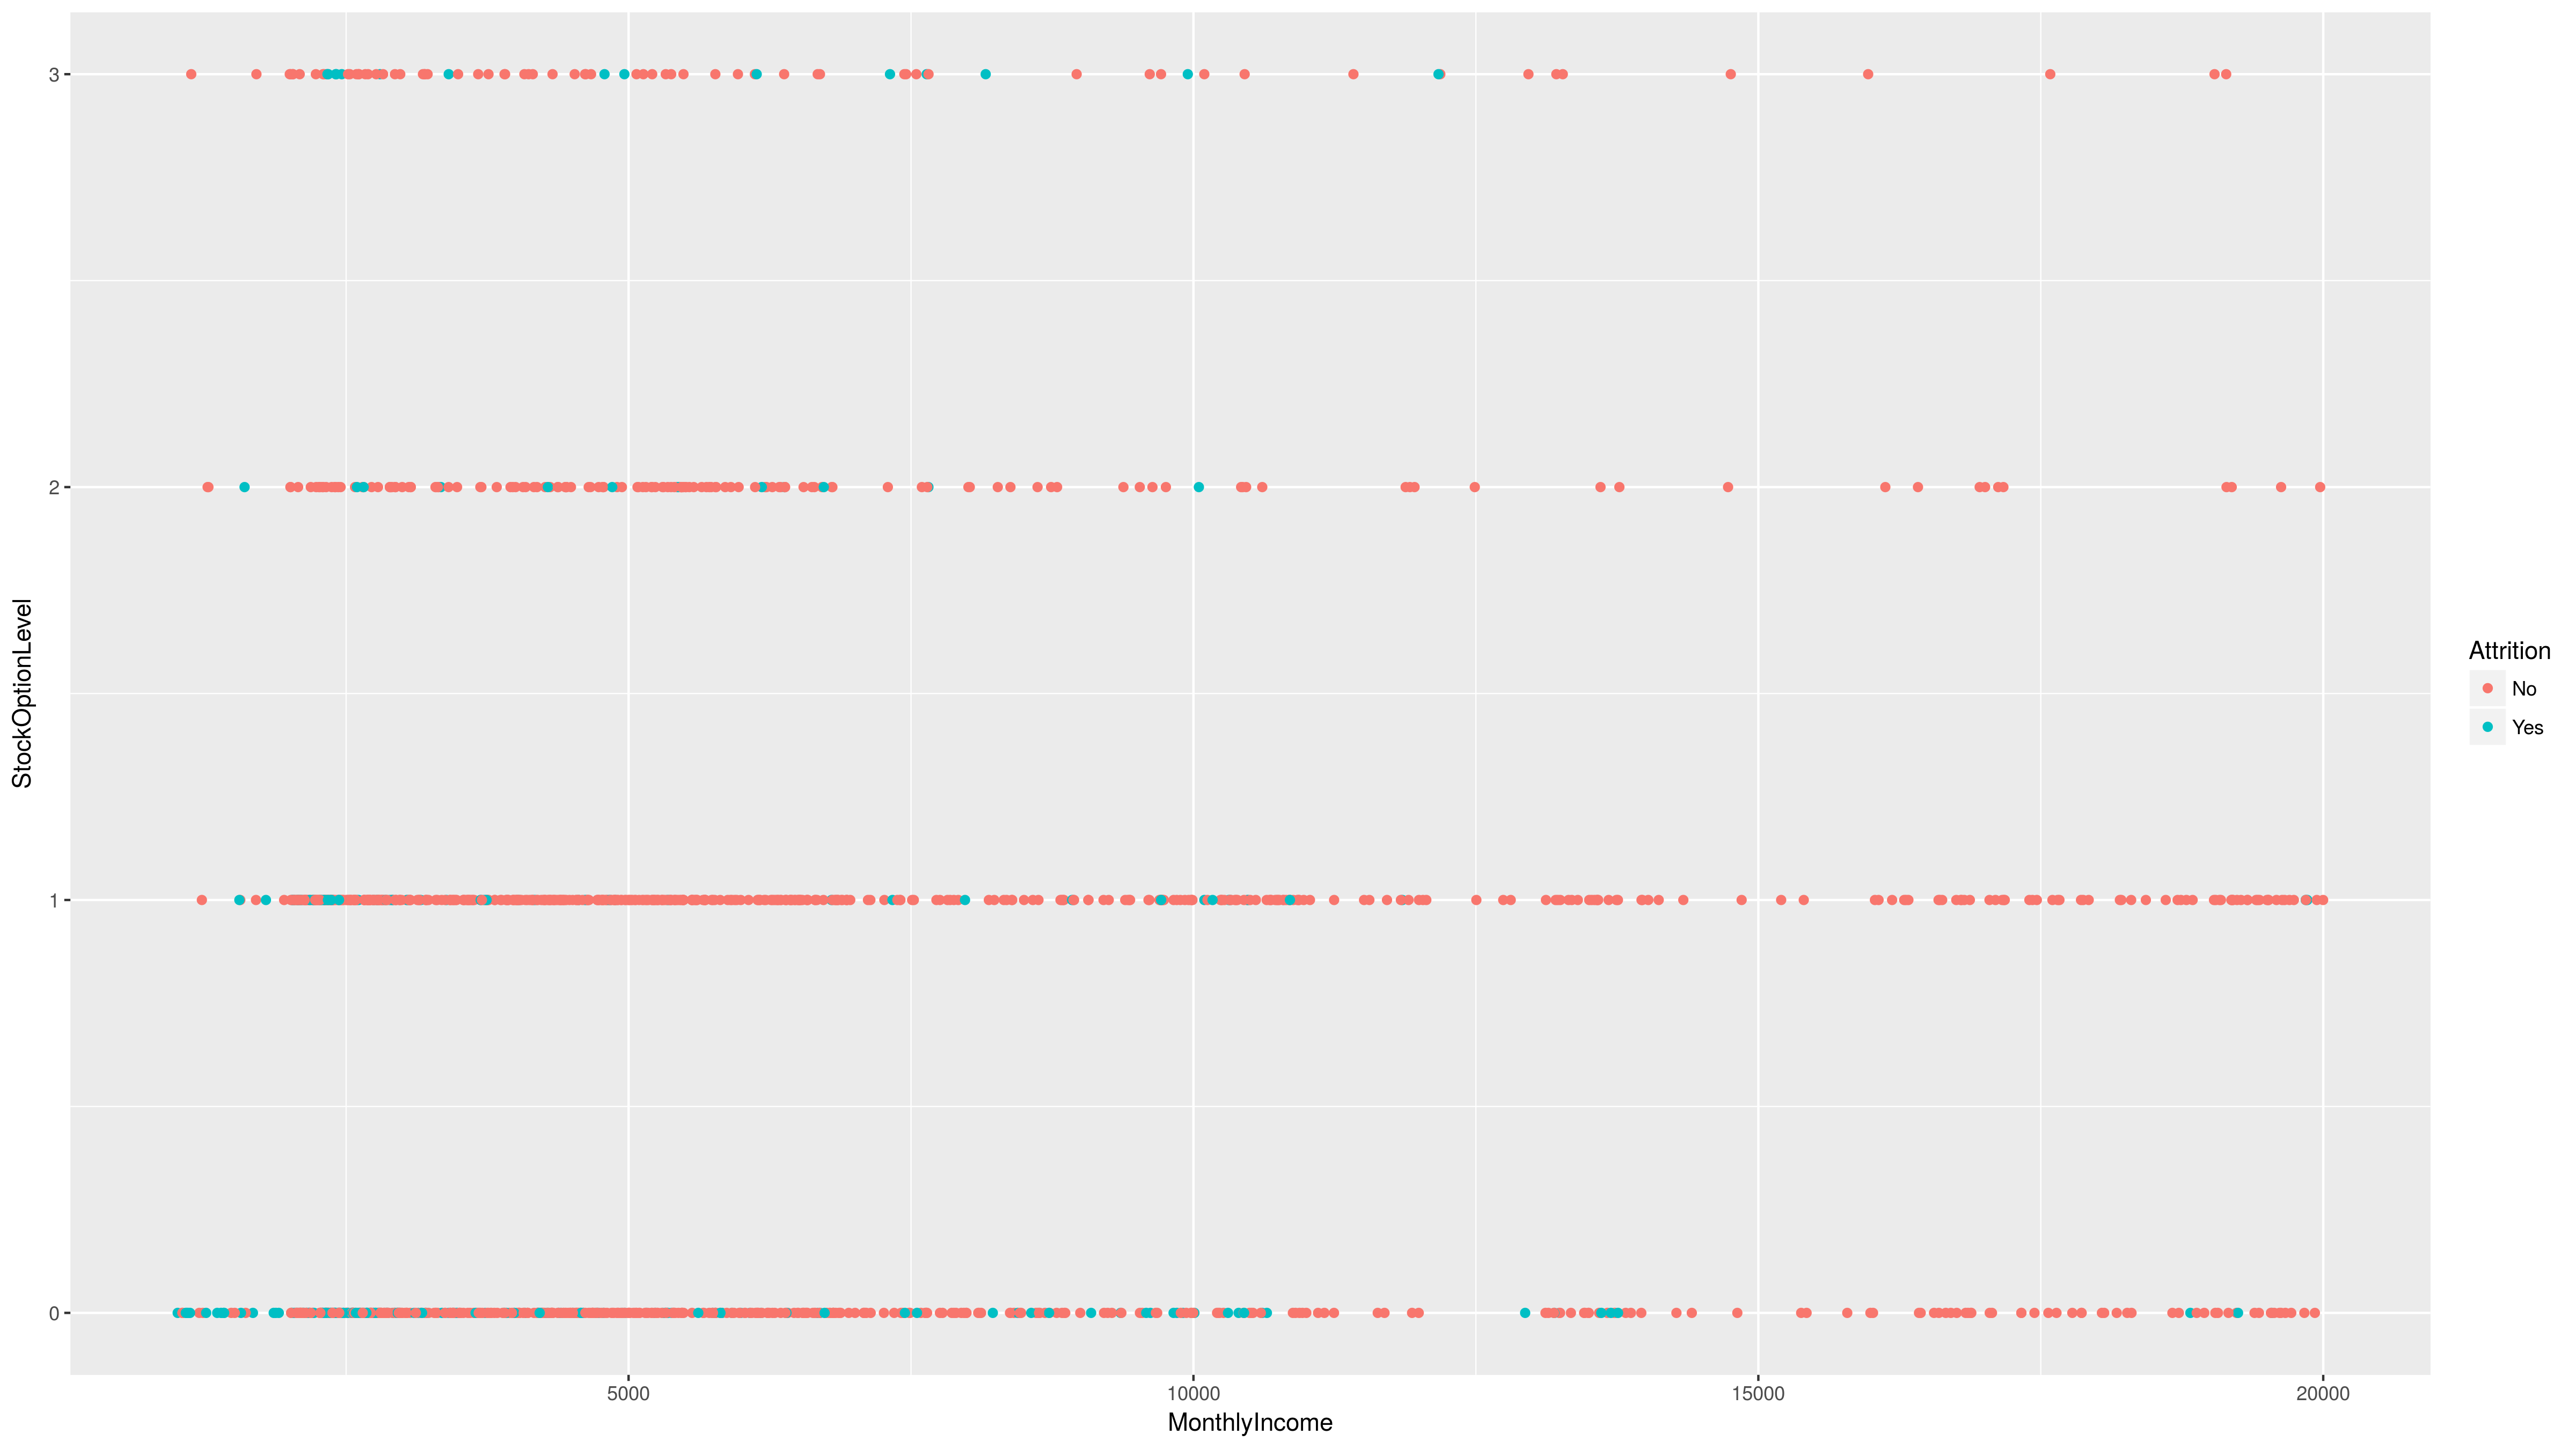 3
2
1
0
StockOptionLevel
5000
10000
15000
20000
MonthlyIncome
Attrition
No
Yes